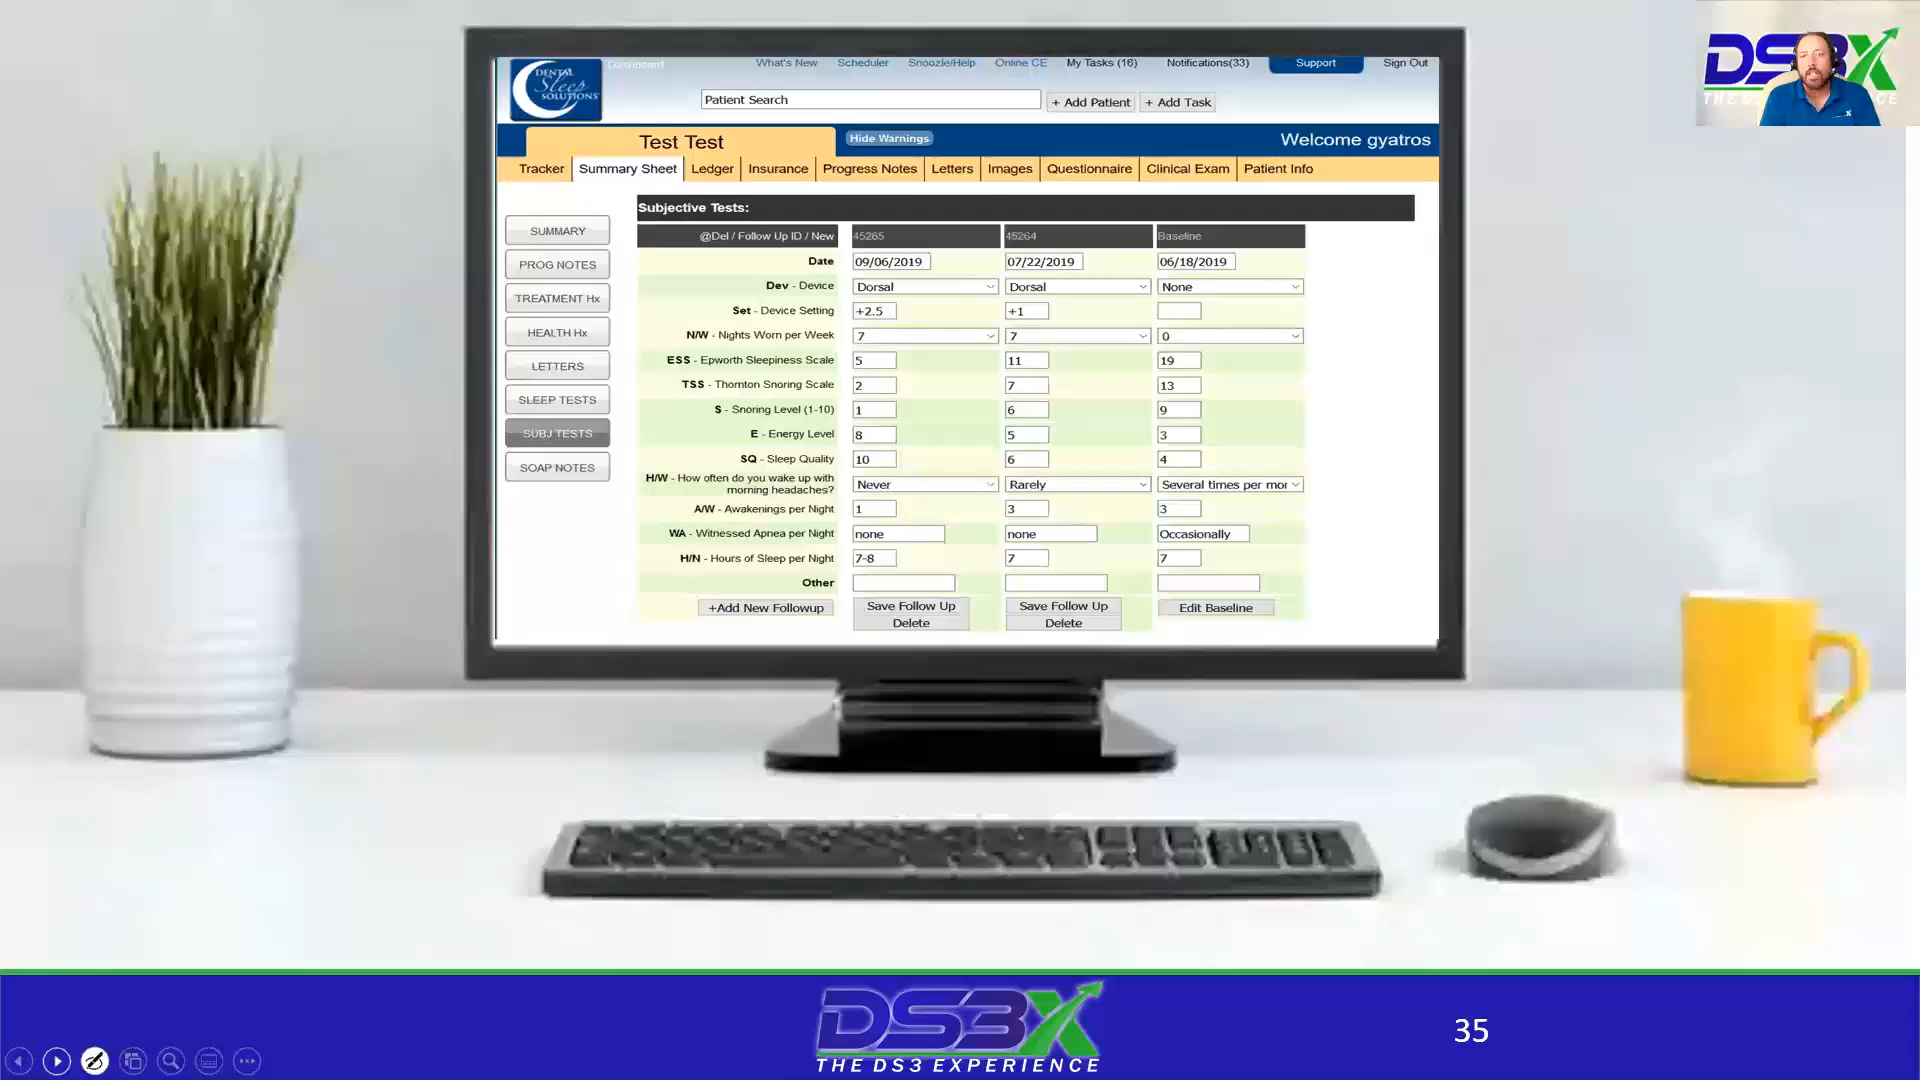 DENTAL
Sleep
SOLUTIONS
Dashboard
What's New Scheduler Snoozle/Help Online CE My Tasks (16) Notifications(33) Support Sign Out
Patient Search + Add Patient + Add Task
Test Test Hide Warnings Welcome gyatros
Tracker Summary Sheet Ledger Insurance Progress Notes Letters Images Questionnaire Clinical Exam Patient Info
SUMMARY
PROG NOTES
TREATMENT Hx
HEALTH Hx
LETTERS
SLEEP TESTS
SUBJ TESTS
SOAP NOTES
Subjective Tests:
@Del / Follow Up ID / New 45265 45264 Baseline
Date 09/06/2019 07/22/2019 06/18/2019
Dev - Device Dorsal Dorsal None
Set - Device Setting +2.5 +1
N/W - Nights Worn per Week 7 7 0
ESS - Epworth Sleepiness Scale 5 11 19
TSS - Thornton Snoring Scale 2 7 13
S - Snoring Level (1-10) 1 6 9
E - Energy Level 8 5 3
SQ - Sleep Quality 10 6 4
H/W - How often do you wake up with
morning headaches? Never Rarely Several times per mor
A/W - Awakenings per Night 1 3 3
WA - Witnessed Apnea per Night none none Occasionally
H/N - Hours of Sleep per Night 7-8 7 7
Other
+Add New Followup Save Follow Up Save Follow Up Edit Baseline
Delete Delete
DS3X
DS3X
THE DS3 EXPERIENCE
35